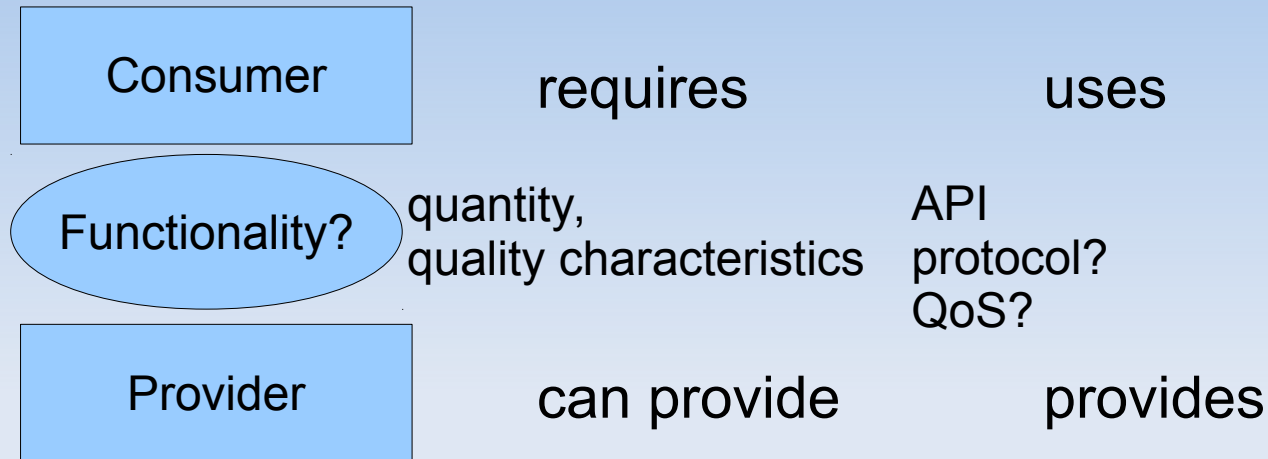 Consumer
requires
uses
Functionality?
quantity,
quality characteristics
API
protocol?
QoS?
Provider
can provide
provides